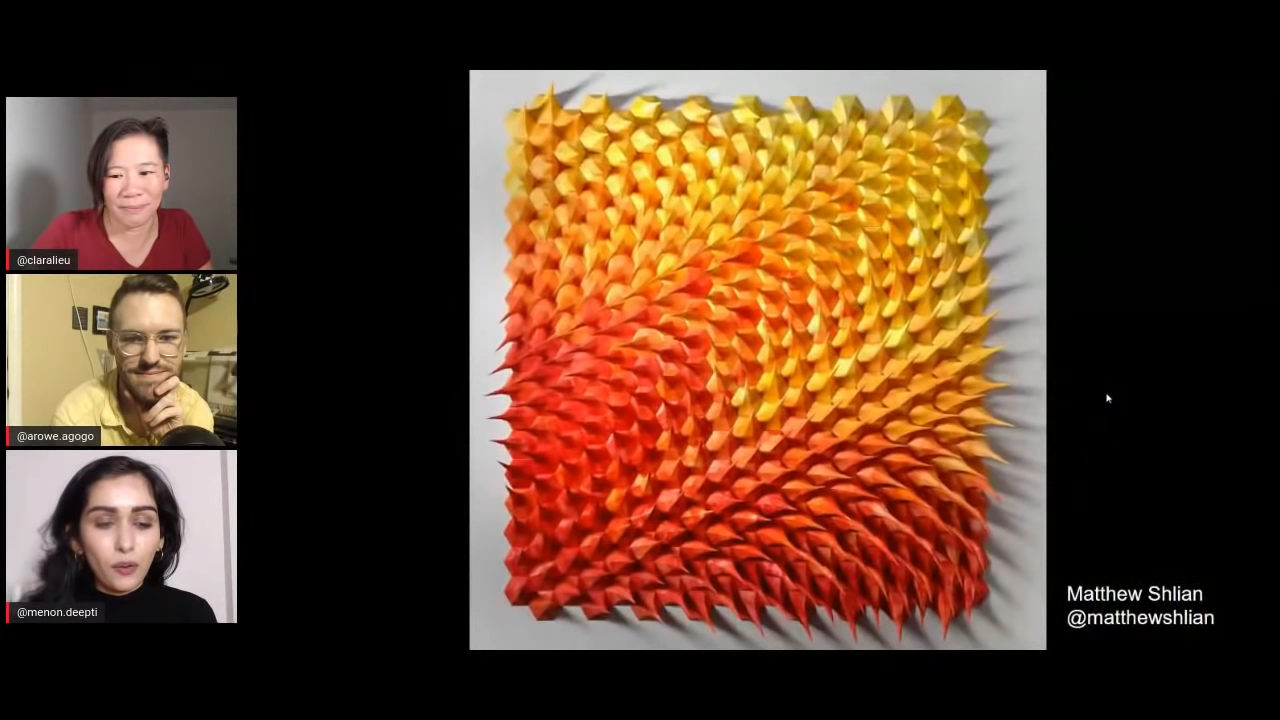 @claralieu
@arowe.agogo
@menon.deepti
Matthew Shlian
@matthewshlian